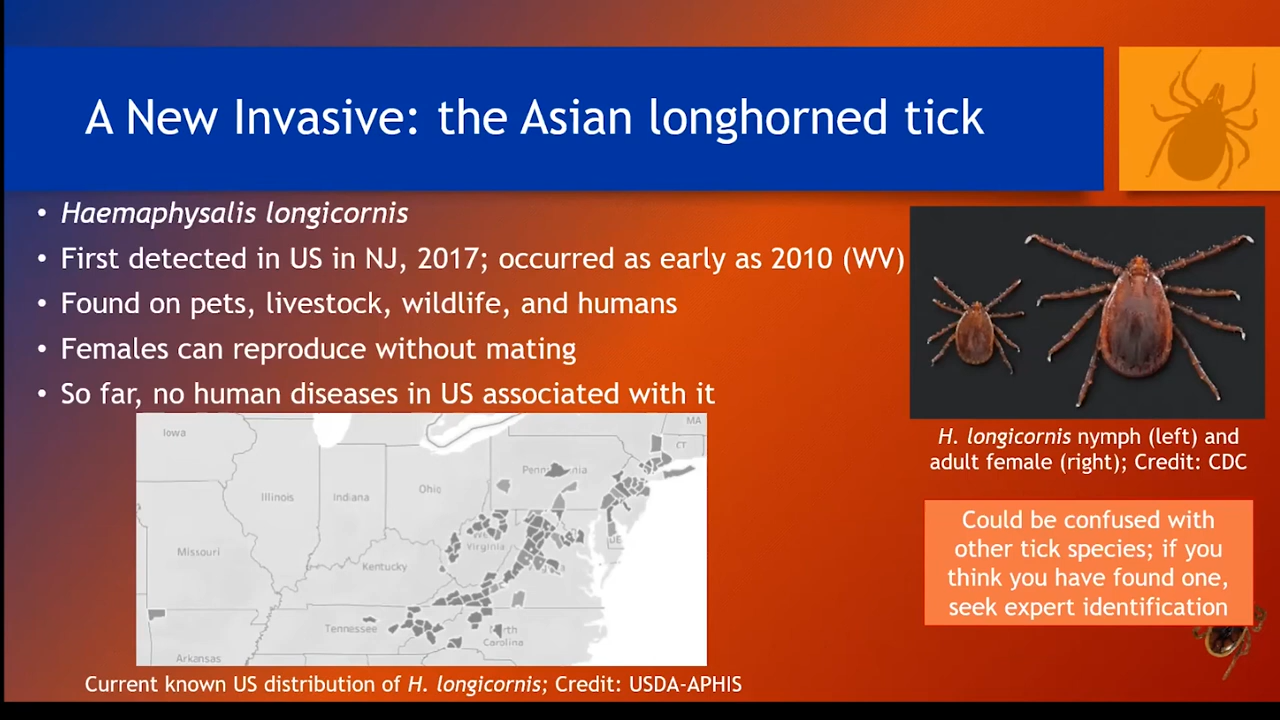 A New Invasive: the Asian longhorned tick
• Haemaphysalis longicornis
• First detected in US in NJ, 2017; occurred as early as 2010 (WV)
• Found on pets, livestock, wildlife, and humans
• Females can reproduce without mating
• So far, no human diseases in US associated with it
Iowa
Illinois
Indiana
Ohio
MA
CT
Missouri
Kentucky
Virginia
DE
Tennessee
Carolina
Arkansas
Current known US distribution of H. longicornis; Credit: USDA-APHIS
H. longicornis nymph (left) and
adult female (right); Credit: CDC
Could be confused with
other tick species; if you
think you have found one,
seek expert identification